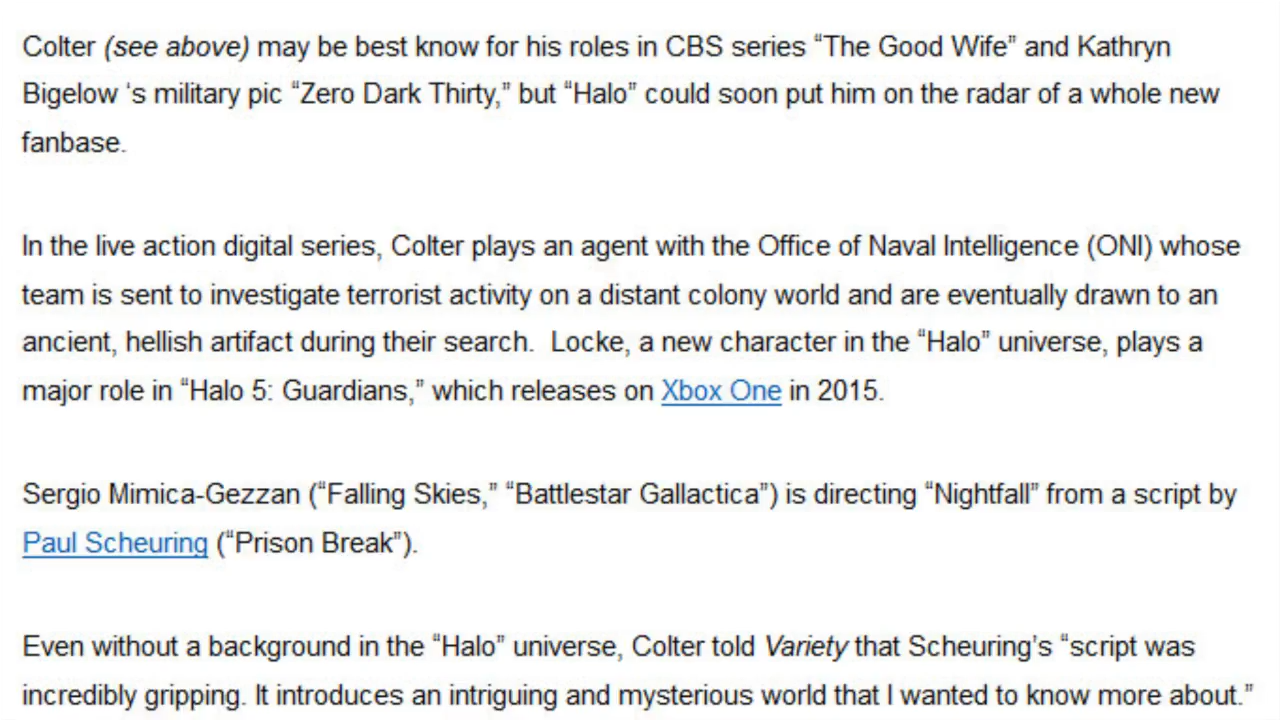 Colter (see above) may be best know for his roles in CBS series “The Good Wife” and Kathryn
Bigelow ‘s military pic “Zero Dark Thirty,” but “Halo” could soon put him on the radar of a whole new
fanbase.
In the live action digital series, Colter plays an agent with the Office of Naval Intelligence (ONI) whose
team is sent to investigate terrorist activity on a distant colony world and are eventually drawn to an
ancient, hellish artifact during their search.  Locke, a new character in the “Halo” universe, plays a
major role in “Halo 5: Guardians,” which releases on Xbox One in 2015.
Sergio Mimica-Gezzan (“Falling Skies,” “Battlestar Gallactica”) is directing “Nightfall” from a script by
Paul Scheuring (“Prison Break”).
Even without a background in the “Halo” universe, Colter told Variety that Scheuring’s “script was
incredibly gripping. It introduces an intriguing and mysterious world that I wanted to know more about.”